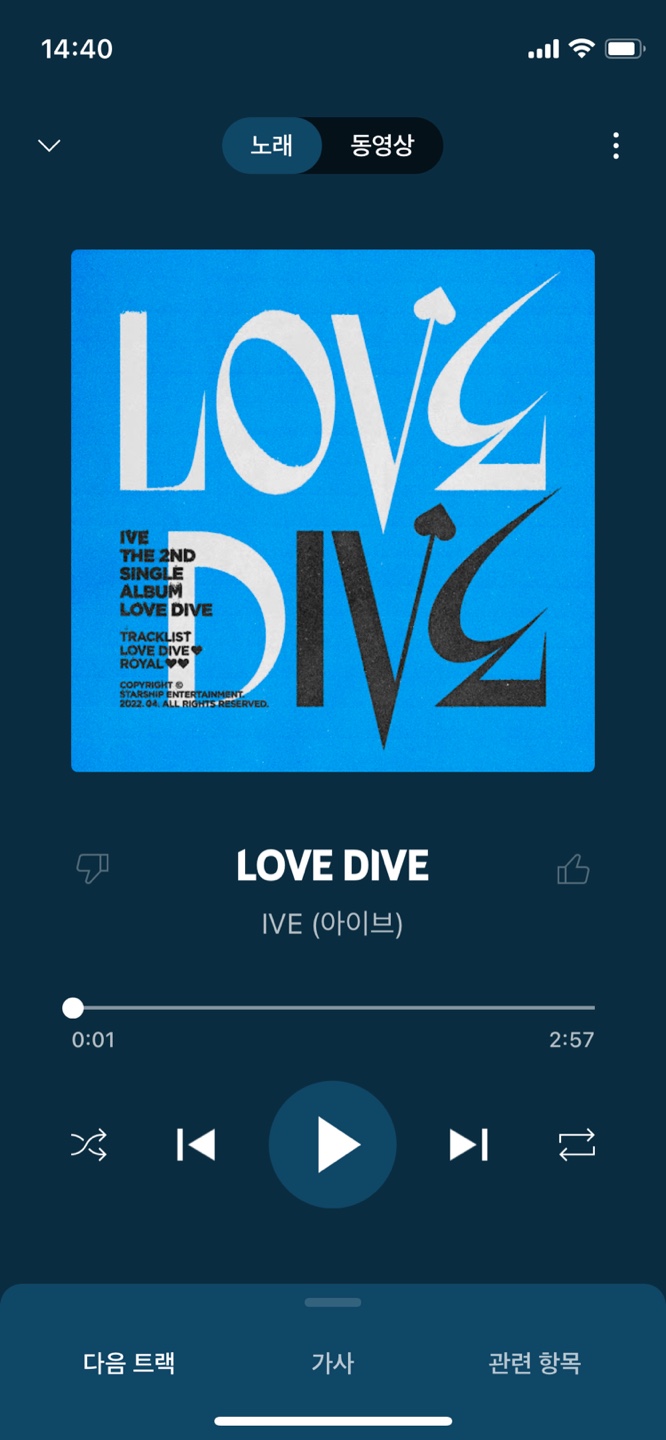 14:40
노래 동영상
LOVE
DIVE
IVE
THE 2ND
SINGLE
ALBUM
LOVE DIVE
TRACKLIST
LOVE DIVE🖤
ROYAL🖤🖤
COPYRIGHT ©
STARSHIP ENTERTAINMENT.
2022. 04. ALL RIGHTS RESERVED.
LOVE DIVE
IVE (아이브)
0:01 2:57
다음 트랙 가사 관련 항목